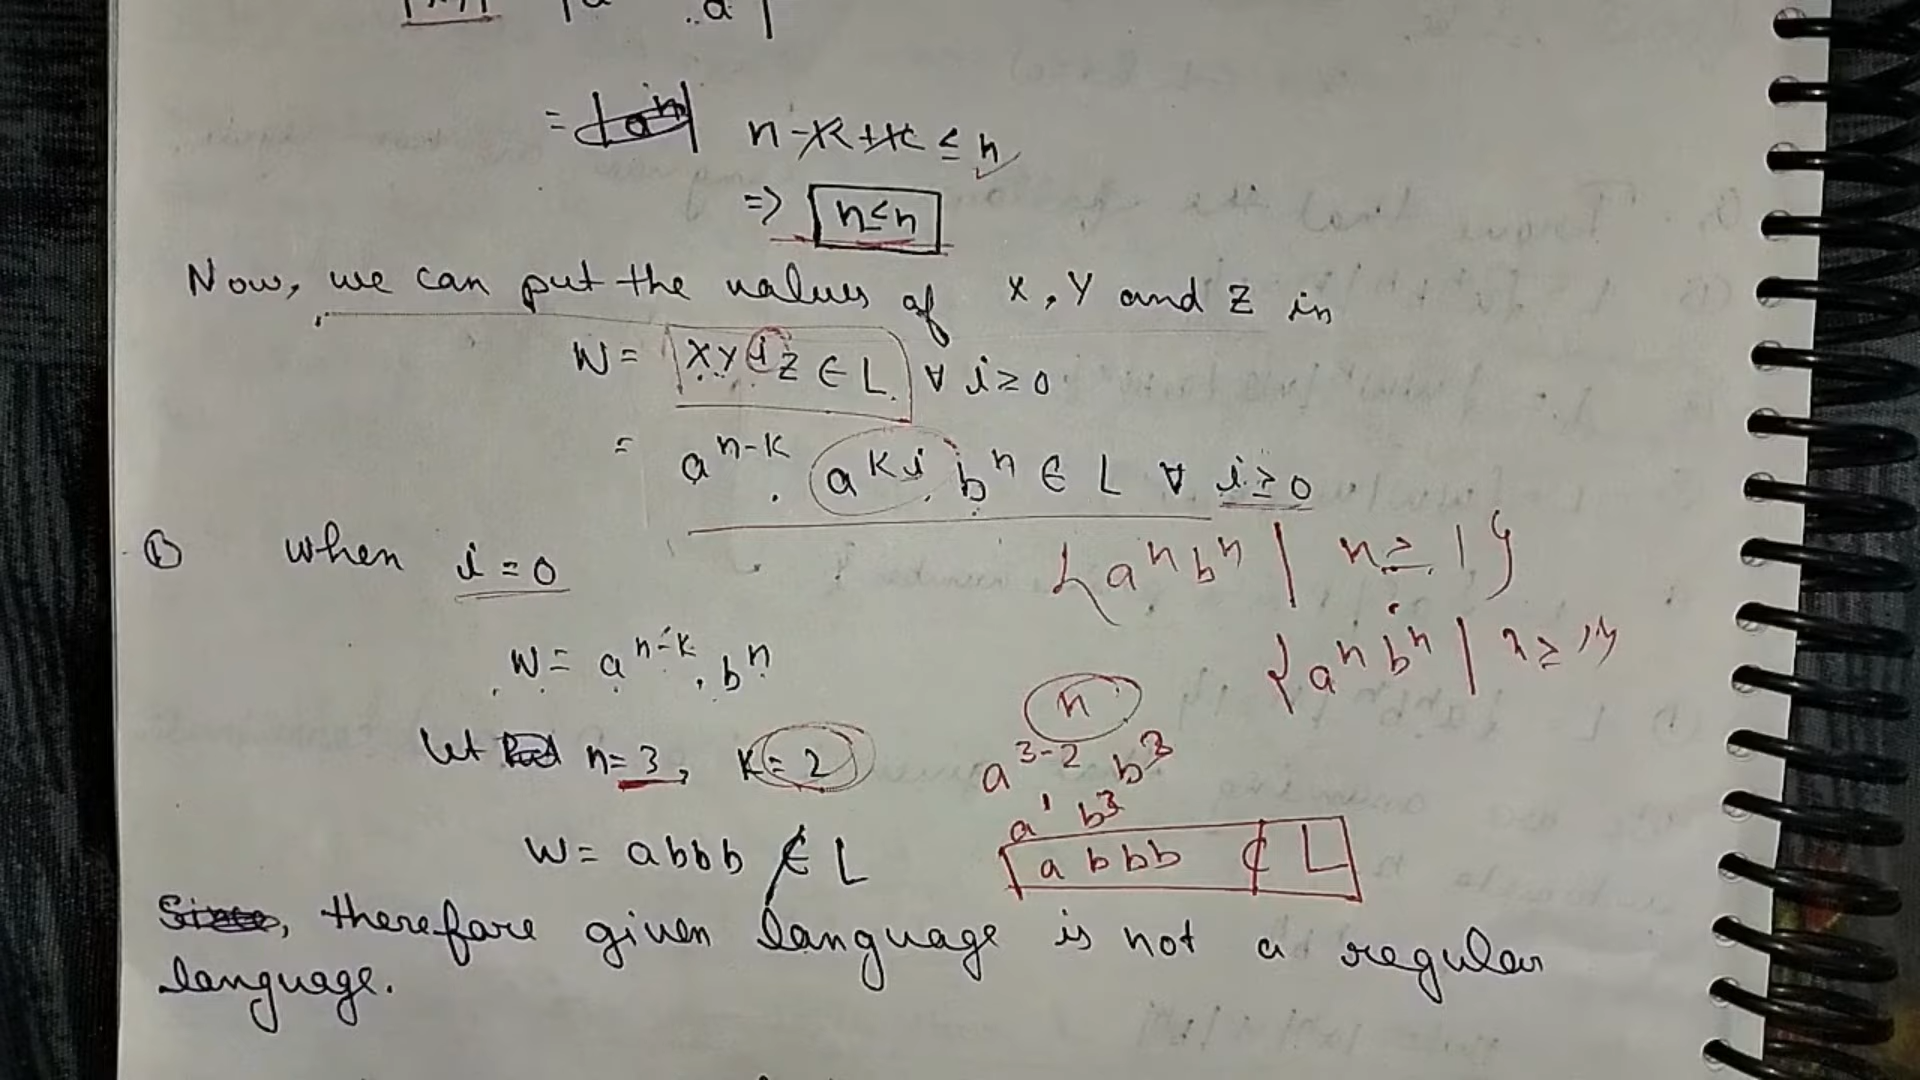 n-k+k ≤ n
=> n≤n
Now, we can put the values of X, Y and Z in
W = XY^iZ ∈ L ∀ i≥0
= a^{n-k} . a^{ki} . b^n ∈ L ∀ i≥0
① when i=0
{a^n b^n | n≥1}
W = a^{n-k} . b^n
{a^n b^n | n≥1}
n
Let n=3, K=2
a^{3-2} b^3
a^1 b^3
W= abbb ∉ L
abbb ∉ L
therefore given language is not a regular
language.